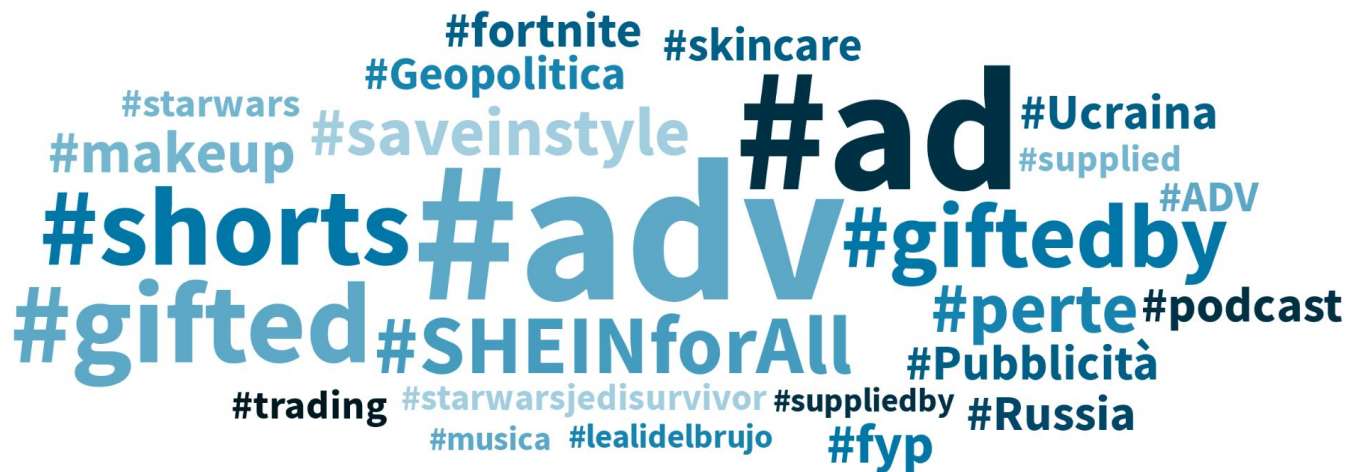 #fortnite #skincare
#Geopolitica
#starwars #saveinstyle #ad #Ucraina
#makeup #supplied
#shorts #adv #giftedby #ADV
#gifted #SHEINforAll #perte #podcast
#Pubblicità
#trading #starwarsjedisurvivor #suppliedby #Russia
#musica #lealidelbrujo #fyp